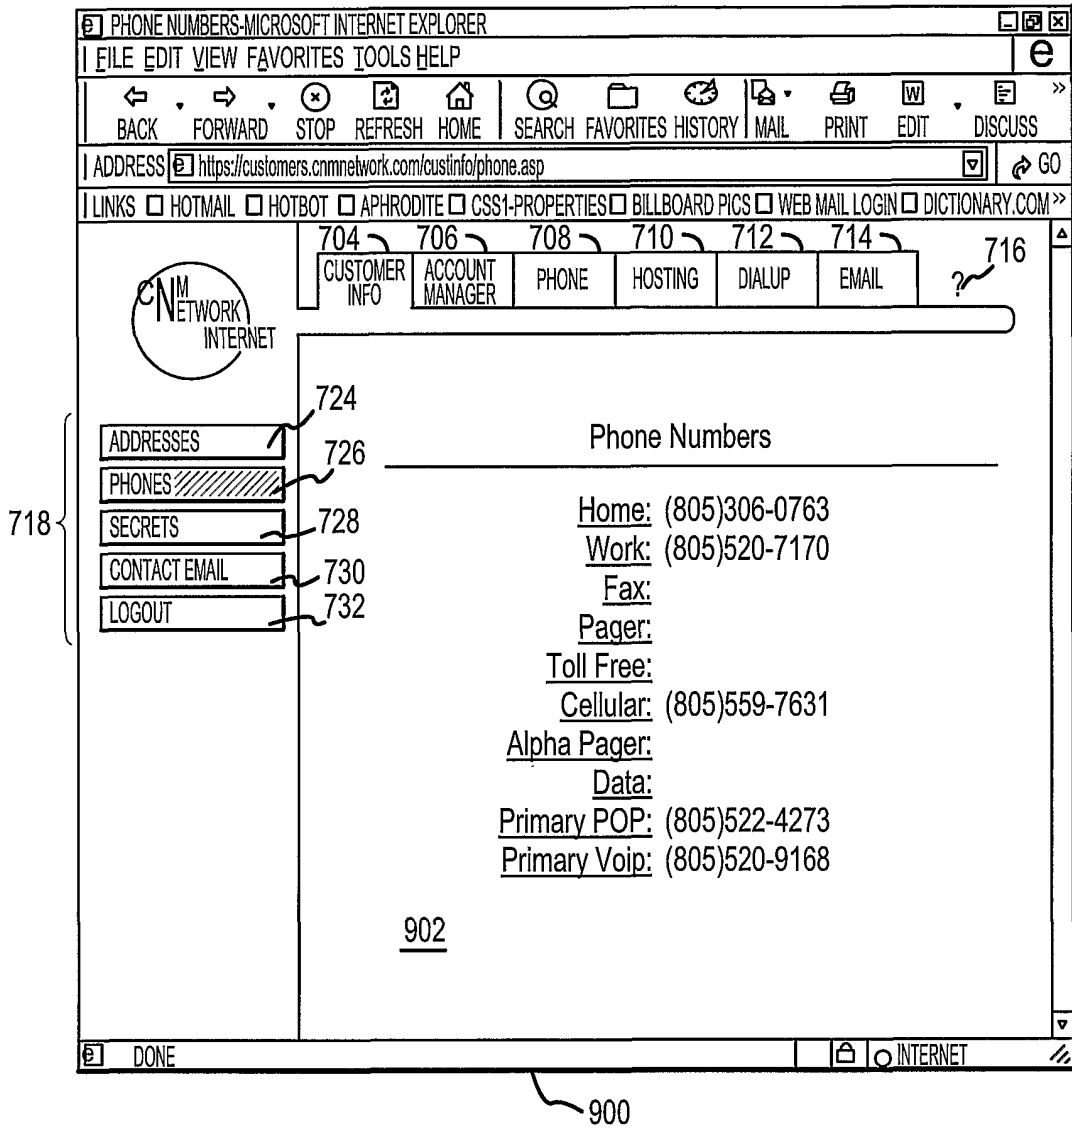 PHONE NUMBERS-MICROSOFT INTERNET EXPLORER
FILE EDIT VIEW FAVORITES TOOLS HELP
e
BACK FORWARD STOP REFRESH HOME SEARCH FAVORITES HISTORY MAIL PRINT EDIT DISCUSS »
ADDRESS https://customers.cnmnetwork.com/custinfo/phone.asp GO
LINKS HOTMAIL HOTBOT APHRODITE CSS1-PROPERTIES BILLBOARD PICS WEB MAIL LOGIN DICTIONARY.COM »
704 706 708 710 712 714 716
CUSTOMER INFO
ACCOUNT MANAGER
PHONE
HOSTING
DIALUP
EMAIL
?
CNM
NETWORK
INTERNET
718
724
ADDRESSES
726
PHONES
728
SECRETS
730
CONTACT EMAIL
732
LOGOUT
Phone Numbers
Home: (805)306-0763
Work: (805)520-7170
Fax:
Pager:
Toll Free:
Cellular: (805)559-7631
Alpha Pager:
Data:
Primary POP: (805)522-4273
Primary Voip: (805)520-9168
902
DONE INTERNET
900